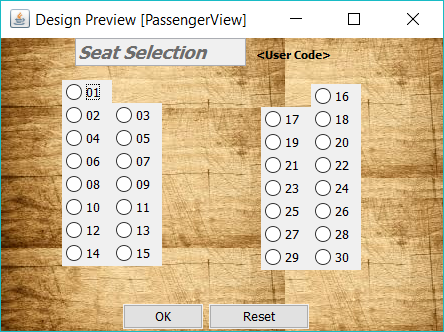 Design Preview [PassengerView]
Seat Selection <User Code>
01
16
02 03 17 18
04 05 19 20
06 07 21 22
08 09 23 24
10 11 25 26
12 13 27 28
14 15 29 30
OK Reset